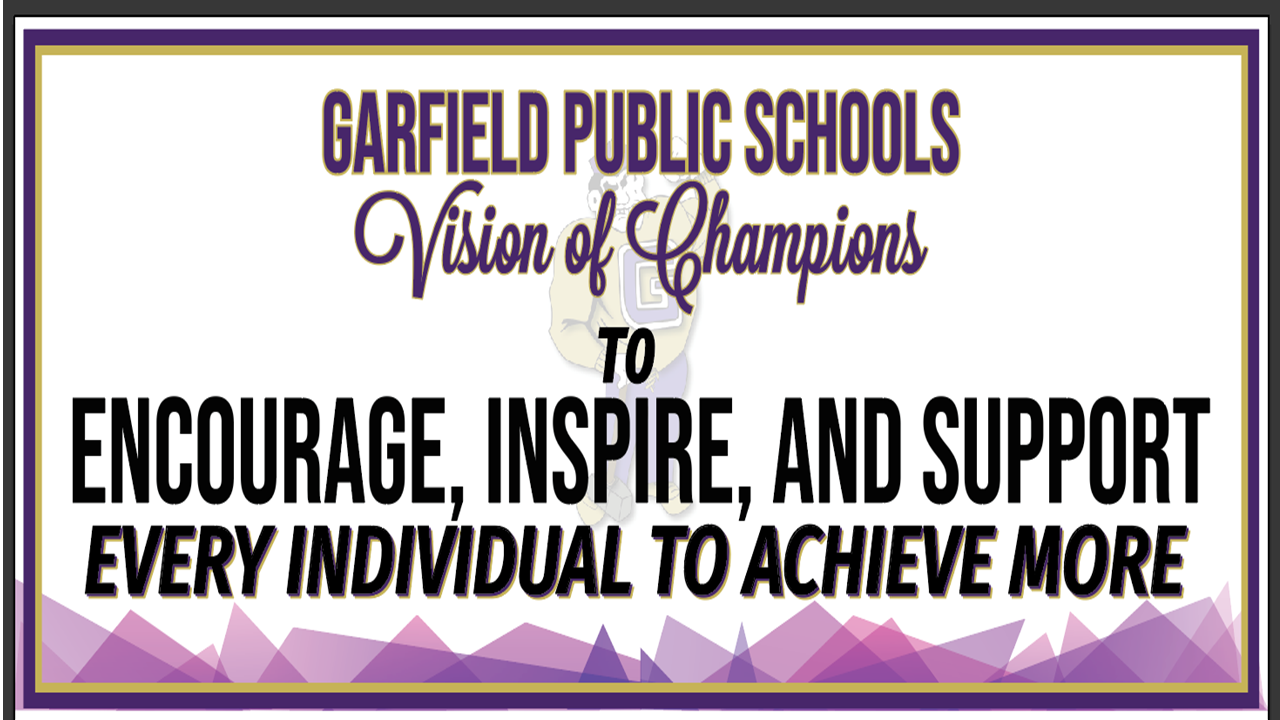 GARFIELD PUBLIC SCHOOLS
Vision of Champions
G
TO
ENCOURAGE, INSPIRE, AND SUPPORT
EVERY INDIVIDUAL TO ACHIEVE MORE